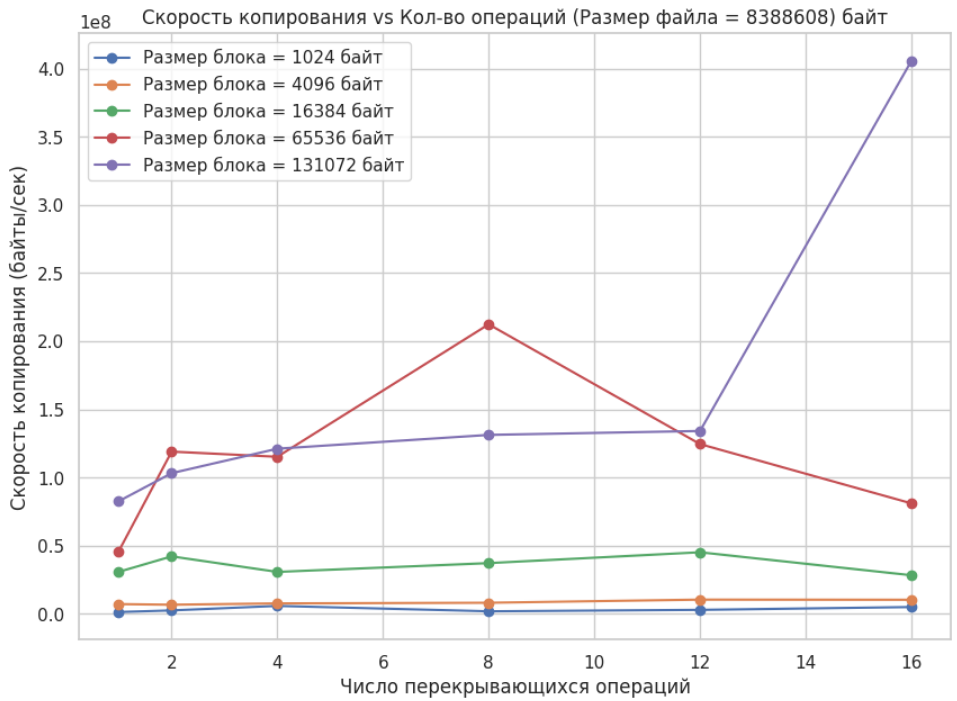 Скорость копирования vs Кол-во операций (Размер файла = 8388608) байт
1e8
Размер блока = 1024 байт
Размер блока = 4096 байт
Размер блока = 16384 байт
Размер блока = 65536 байт
Размер блока = 131072 байт
4.0
3.5
3.0
2.5
2.0
1.5
1.0
0.5
0.0
Скорость копирования (байты/сек)
2 4 6 8 10 12 14 16
Число перекрывающихся операций